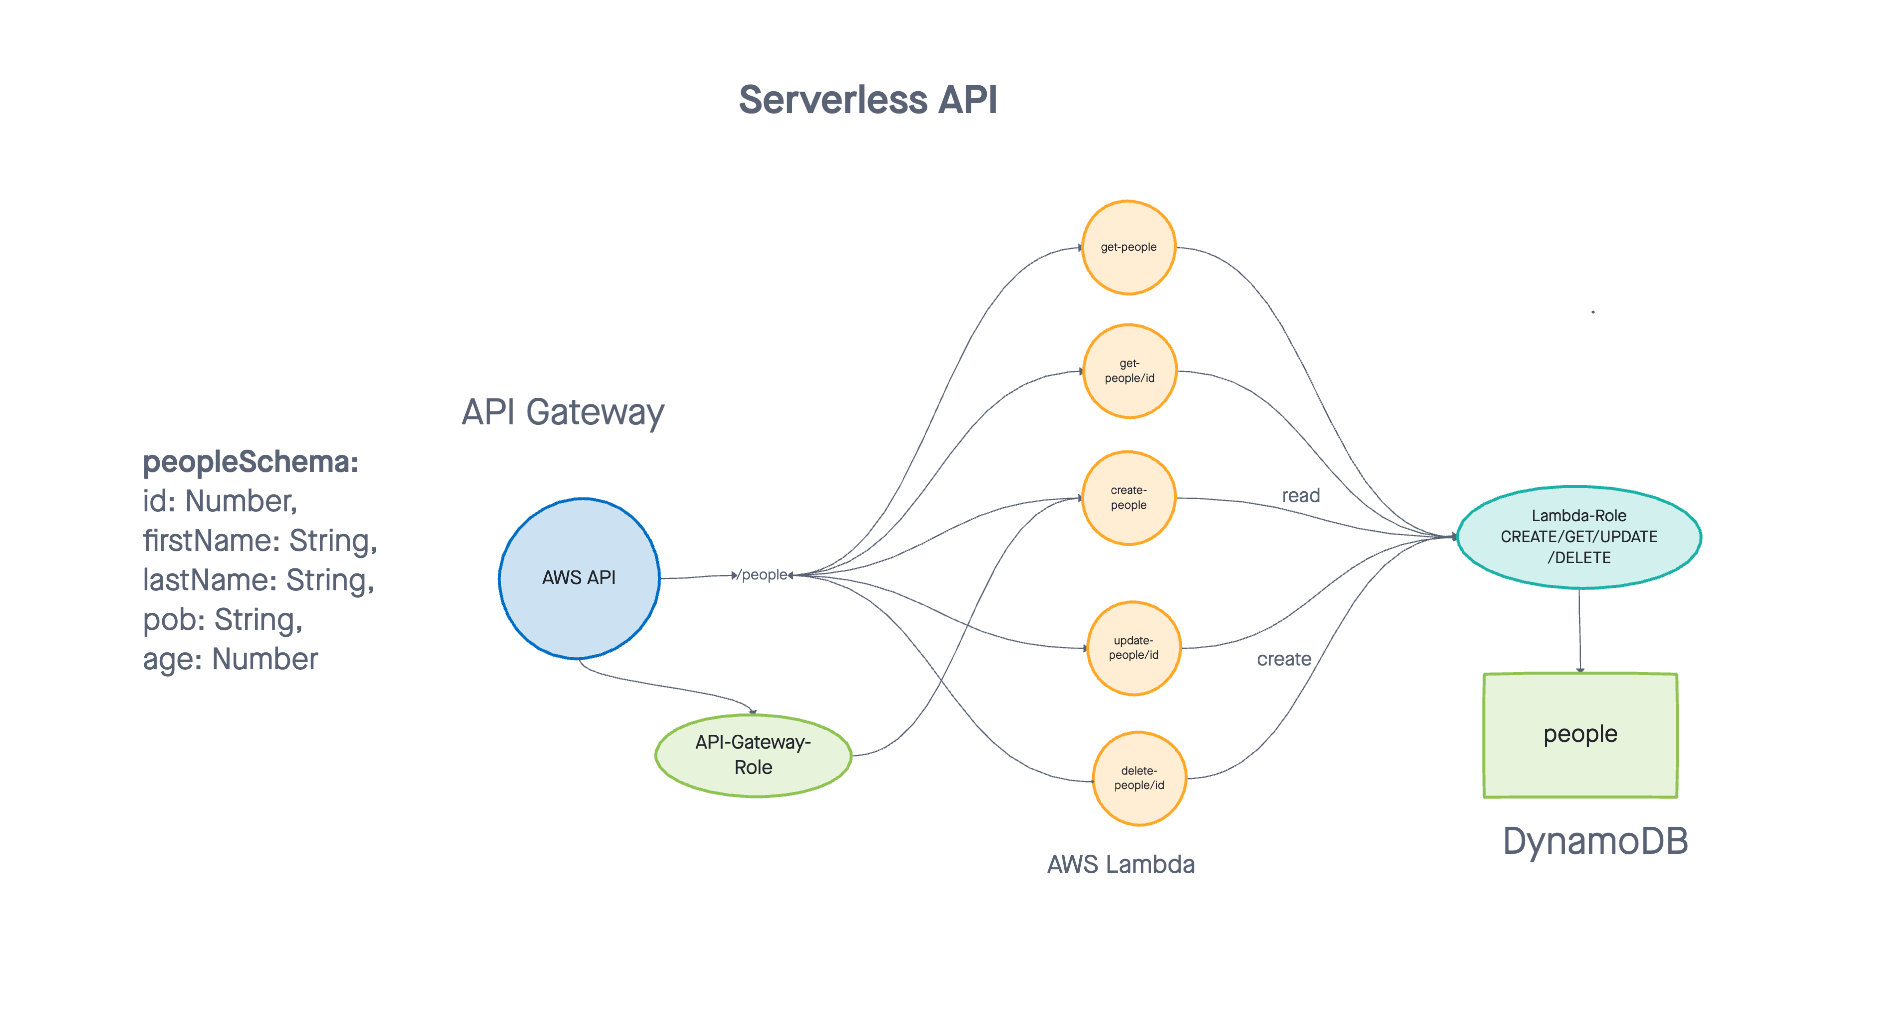 Serverless API
get-people
get-
people/id
API Gateway
peopleSchema:
id: Number,
firstName: String,
lastName: String,
pob: String,
age: Number
create-
people
read
Lambda-Role
CREATE/GET/UPDATE
/DELETE
AWS API
/people
update-
people/id
create
API-Gateway-
Role
people
delete-
people/id
DynamoDB
AWS Lambda